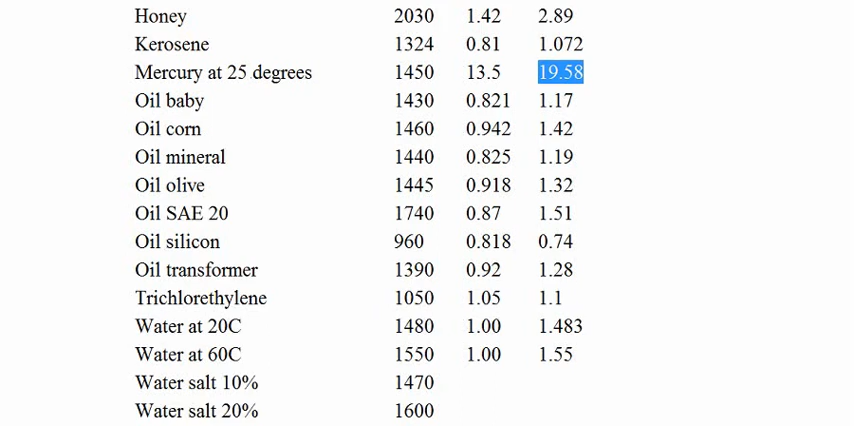 Honey 2030 1.42 2.89
Kerosene 1324 0.81 1.072
Mercury at 25 degrees 1450 13.5 19.58
Oil baby 1430 0.821 1.17
Oil corn 1460 0.942 1.42
Oil mineral 1440 0.825 1.19
Oil olive 1445 0.918 1.32
Oil SAE 20 1740 0.87 1.51
Oil silicon 960 0.818 0.74
Oil transformer 1390 0.92 1.28
Trichlorethylene 1050 1.05 1.1
Water at 20C 1480 1.00 1.483
Water at 60C 1550 1.00 1.55
Water salt 10% 1470
Water salt 20% 1600